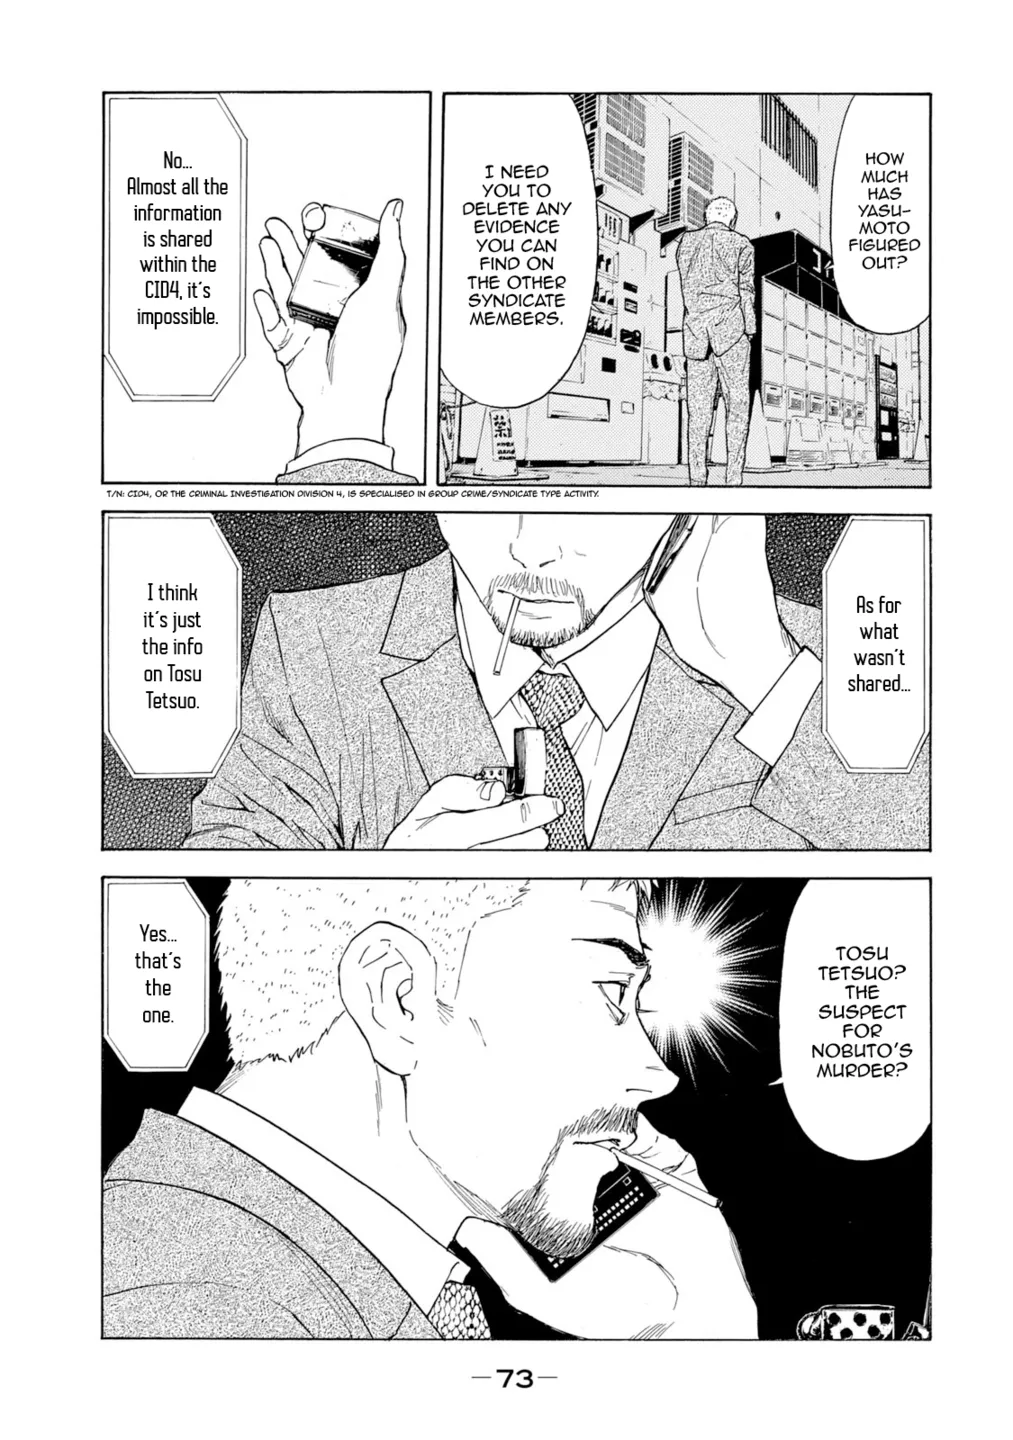 HOW
MUCH
HAS
YASU-
MOTO
FIGURED
OUT?
I NEED
YOU TO
DELETE ANY
EVIDENCE
YOU CAN
FIND ON
THE OTHER
SYNDICATE
MEMBERS.
No...
Almost all the
information
is shared
within the
CID4, it's
impossible.
T/N: CID4, OR THE CRIMINAL INVESTIGATION DIVISION 4, IS SPECIALISED IN GROUP CRIME/SYNDICATE TYPE ACTIVITY.
As for
what
wasn't
shared...
I think
it's just
the info
on Tosu
Tetsuo.
TOSU
TETSUO?
THE
SUSPECT
FOR
NOBUTO'S
MURDER?
Yes...
that's
the
one.
—73—